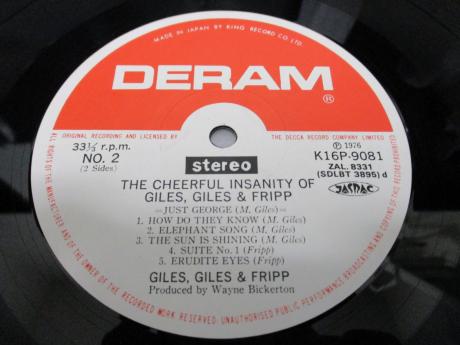 MADE IN JAPAN BY KING RECORD CO. LTD.
DERAM®
ORIGINAL RECORDING AND LICENSED BY THE DECCA RECORD COMPANY LIMITED
33⅓ r.p.m.
NO. 2
(2 Sides)
stereo
Ⓟ 1976
K16P-9081
ZAL. 8331
(SDLBT 3895) d
JASRAC
THE CHEERFUL INSANITY OF
GILES, GILES & FRIPP
=JUST GEORGE (M. Giles)=
1. HOW DO THEY KNOW (M. Giles)
2. ELEPHANT SONG (M. Giles)
3. THE SUN IS SHINING (M. Giles)
4. SUITE No. 1 (Fripp)
5. ERUDITE EYES (Fripp)
GILES, GILES & FRIPP
Produced by Wayne Bickerton
ALL RIGHTS OF THE MANUFACTURER AND OF THE OWNER OF THE RECORDED WORK RESERVED. UNAUTHORISED PUBLIC PERFORMANCE BROADCASTING AND COPYING OF THIS RECORD PROHIBITED